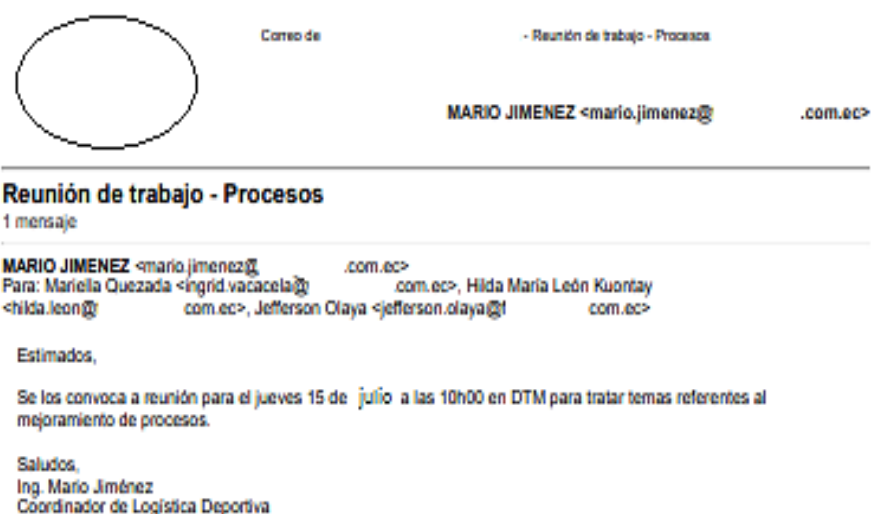 Correo de - Reunión de trabajo - Procesos
MARIO JIMENEZ <mario.jimenez@ .com.ec>
Reunión de trabajo - Procesos
1 mensaje
MARIO JIMENEZ <mario.jimenez@ .com.ec>
Para: Mariella Quezada <ingrid.vacacela@ .com.ec>, Hilda María León Kuontay
<hilda.leon@ com.ec>, Jefferson Olaya <jefferson.olaya@f com.ec>
Estimados,
Se los convoca a reunión para el jueves 15 de julio a las 10h00 en DTM para tratar temas referentes al
mejoramiento de procesos.
Saludos,
Ing. Mario Jiménez
Coordinador de Logística Deportiva